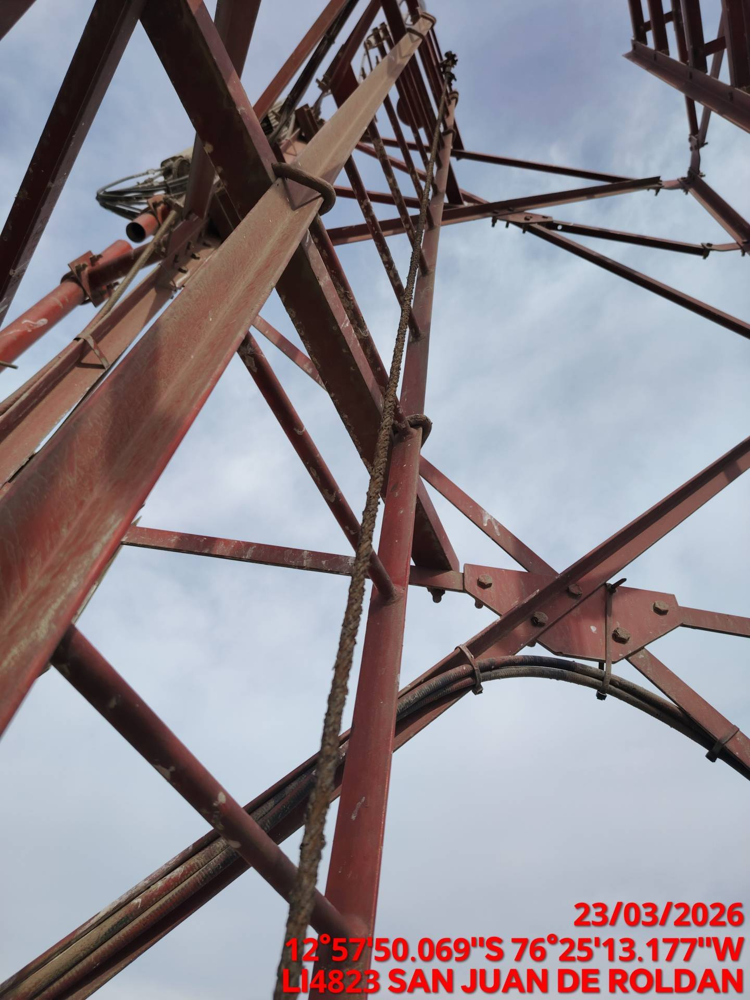 23/03/2026
12°57'50.069"S 76°25'13.177"W
LI4823 SAN JUAN DE ROLDAN